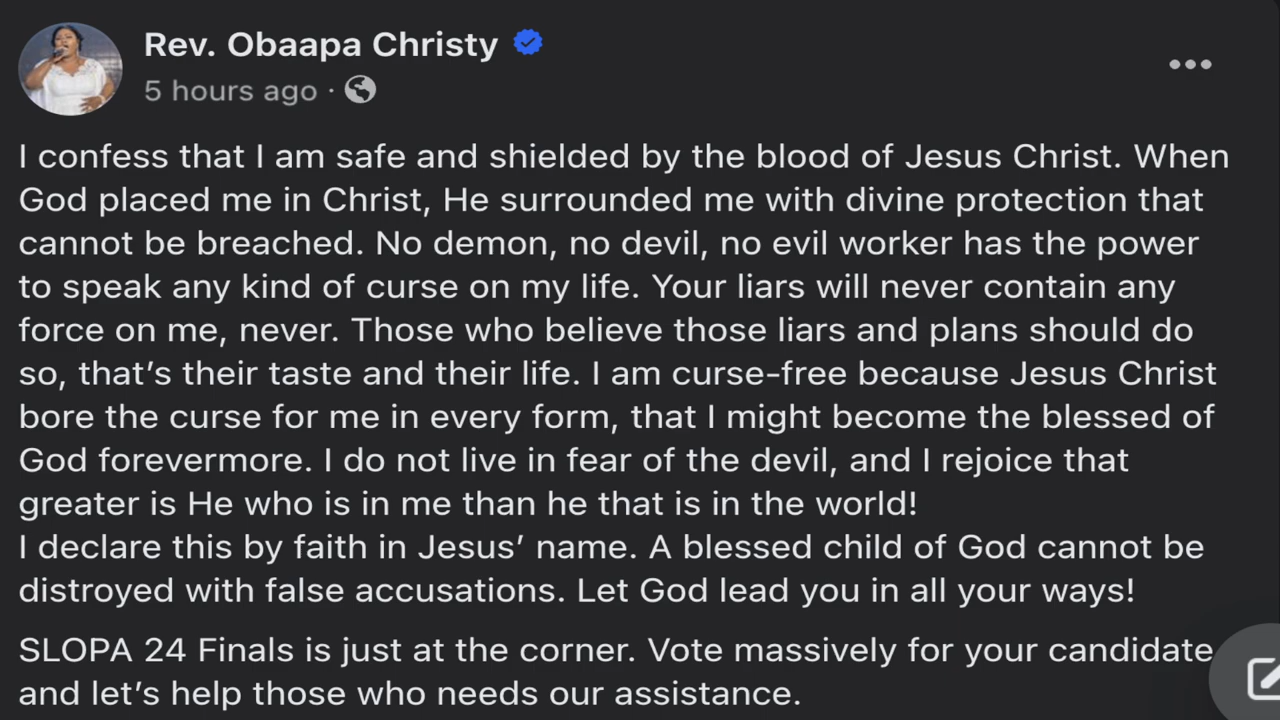 Rev. Obaapa Christy
5 hours ago ·
I confess that I am safe and shielded by the blood of Jesus Christ. When
God placed me in Christ, He surrounded me with divine protection that
cannot be breached. No demon, no devil, no evil worker has the power
to speak any kind of curse on my life. Your liars will never contain any
force on me, never. Those who believe those liars and plans should do
so, that’s their taste and their life. I am curse-free because Jesus Christ
bore the curse for me in every form, that I might become the blessed of
God forevermore. I do not live in fear of the devil, and I rejoice that
greater is He who is in me than he that is in the world!
I declare this by faith in Jesus’ name. A blessed child of God cannot be
distroyed with false accusations. Let God lead you in all your ways!
SLOPA 24 Finals is just at the corner. Vote massively for your candidate
and let’s help those who needs our assistance.